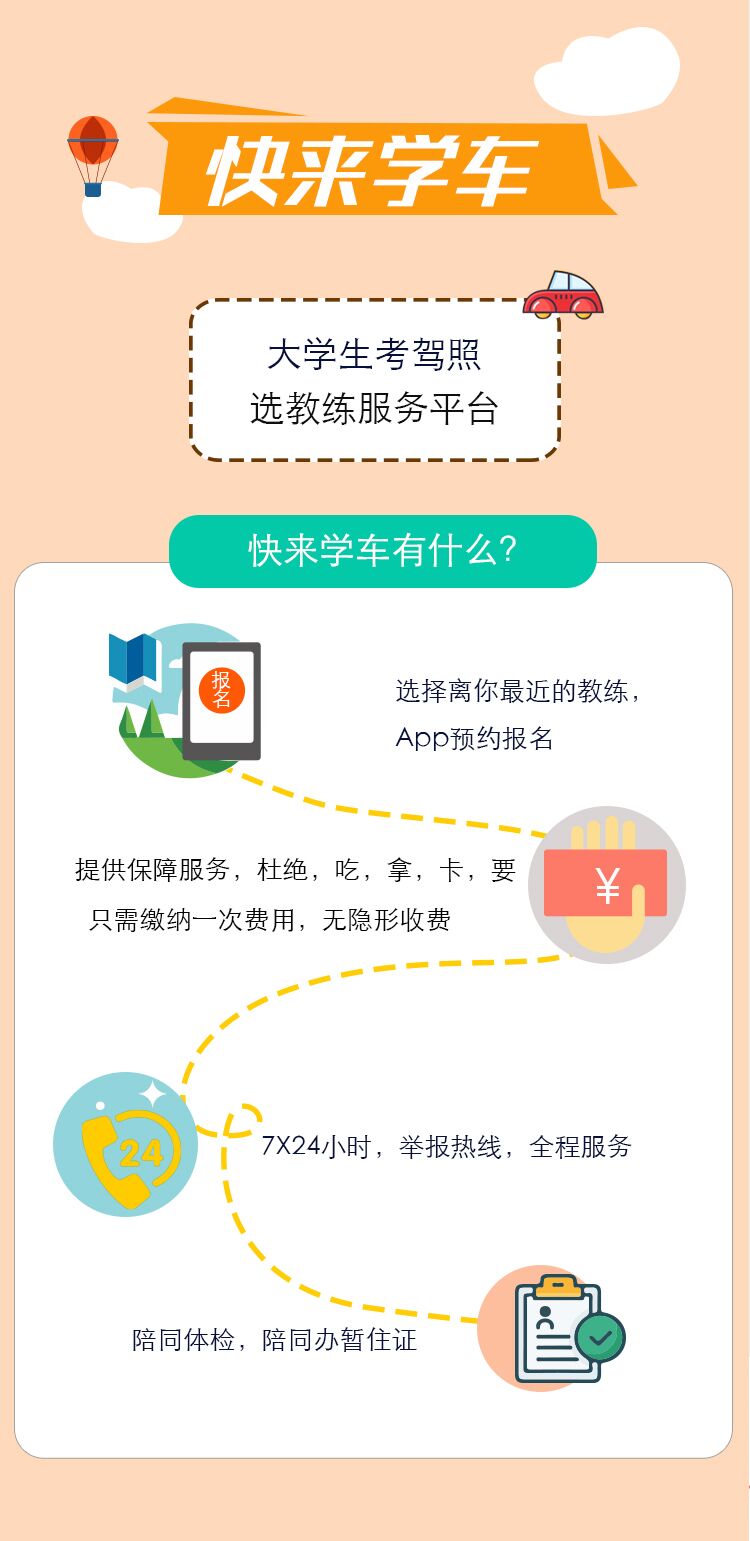 快来学车
大学生考驾照
选教练服务平台
快来学车有什么?
报
名
选择离你最近的教练，
App预约报名
提供保障服务，杜绝，吃，拿，卡，要
¥
只需缴纳一次费用，无隐形收费
24
7X24小时，举报热线，全程服务
陪同体检，陪同办暂住证